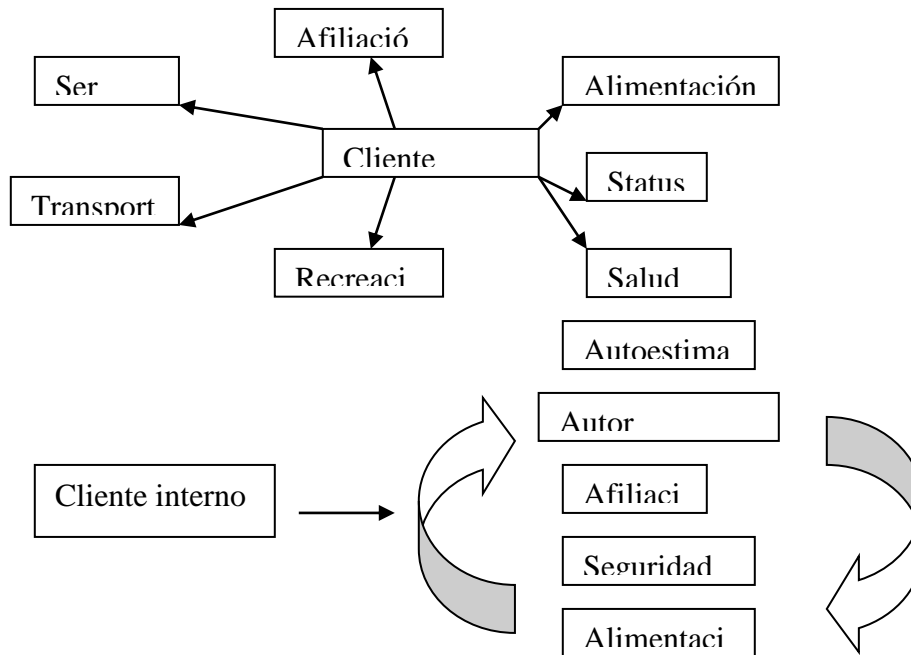 Afiliació
Ser
Alimentación
Cliente
Status
Transport
Recreaci
Salud
Autoestima
Autor
Cliente interno
Afiliaci
Seguridad
Alimentaci